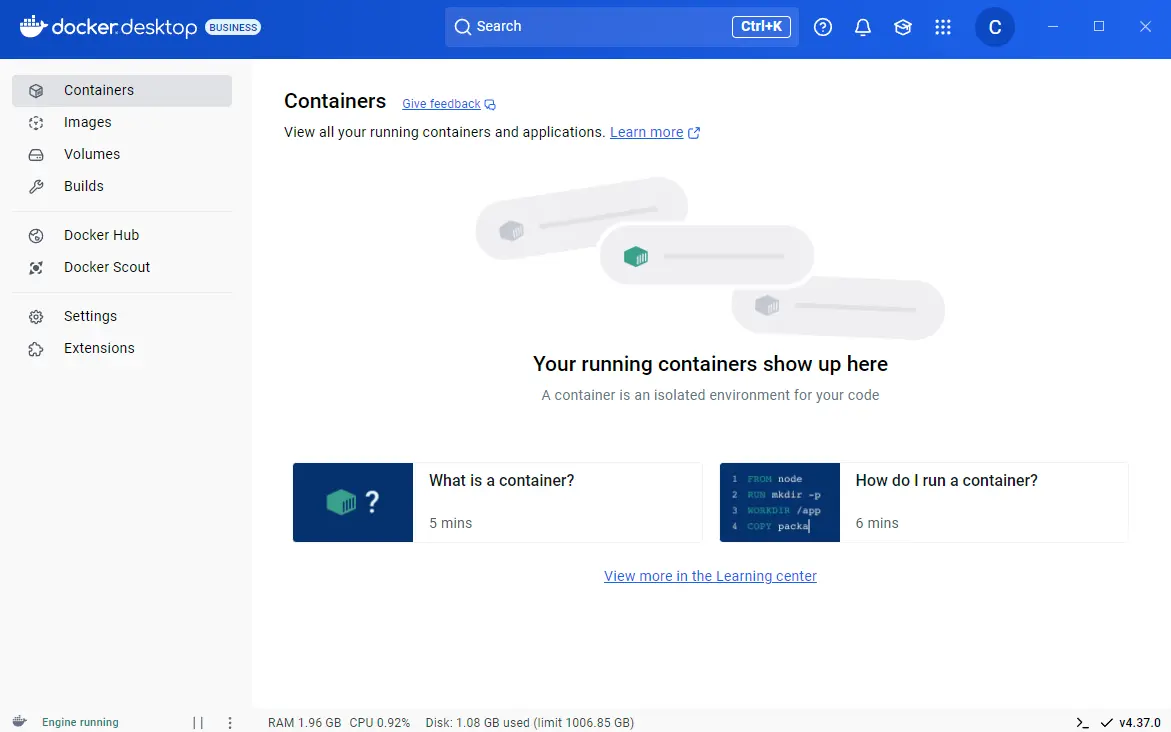 docker.desktop BUSINESS
Search
Ctrl+K
C
Containers
Images
Volumes
Builds
Docker Hub
Docker Scout
Settings
Extensions
Containers Give feedback
View all your running containers and applications. Learn more
Your running containers show up here
A container is an isolated environment for your code
?
What is a container?
5 mins
1 FROM node
2 RUN mkdir -p
3 WORKDIR /app
4 COPY packa
How do I run a container?
6 mins
View more in the Learning center
Engine running
RAM 1.96 GB CPU 0.92% Disk: 1.08 GB used (limit 1006.85 GB)
v4.37.0